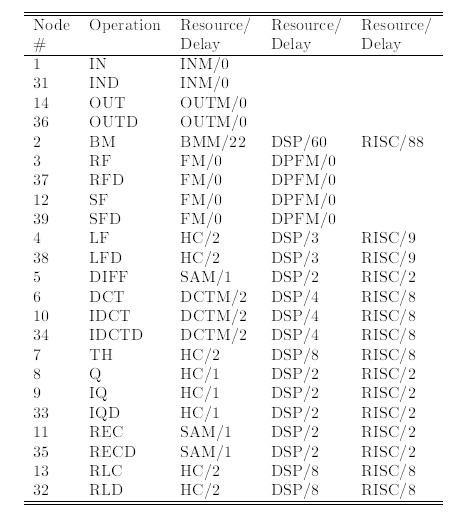 Node Operation Resource/ Resource/ Resource/
# Delay Delay Delay
1 IN INM/0
31 IND INM/0
14 OUT OUTM/0
36 OUTD OUTM/0
2 BM BMM/22 DSP/60 RISC/88
3 RF FM/0 DPFM/0
37 RFD FM/0 DPFM/0
12 SF FM/0 DPFM/0
39 SFD FM/0 DPFM/0
4 LF HC/2 DSP/3 RISC/9
38 LFD HC/2 DSP/3 RISC/9
5 DIFF SAM/1 DSP/2 RISC/2
6 DCT DCTM/2 DSP/4 RISC/8
10 IDCT DCTM/2 DSP/4 RISC/8
34 IDCTD DCTM/2 DSP/4 RISC/8
7 TH HC/2 DSP/8 RISC/8
8 Q HC/1 DSP/2 RISC/2
9 IQ HC/1 DSP/2 RISC/2
33 IQD HC/1 DSP/2 RISC/2
11 REC SAM/1 DSP/2 RISC/2
35 RECD SAM/1 DSP/2 RISC/2
13 RLC HC/2 DSP/8 RISC/8
32 RLD HC/2 DSP/8 RISC/8